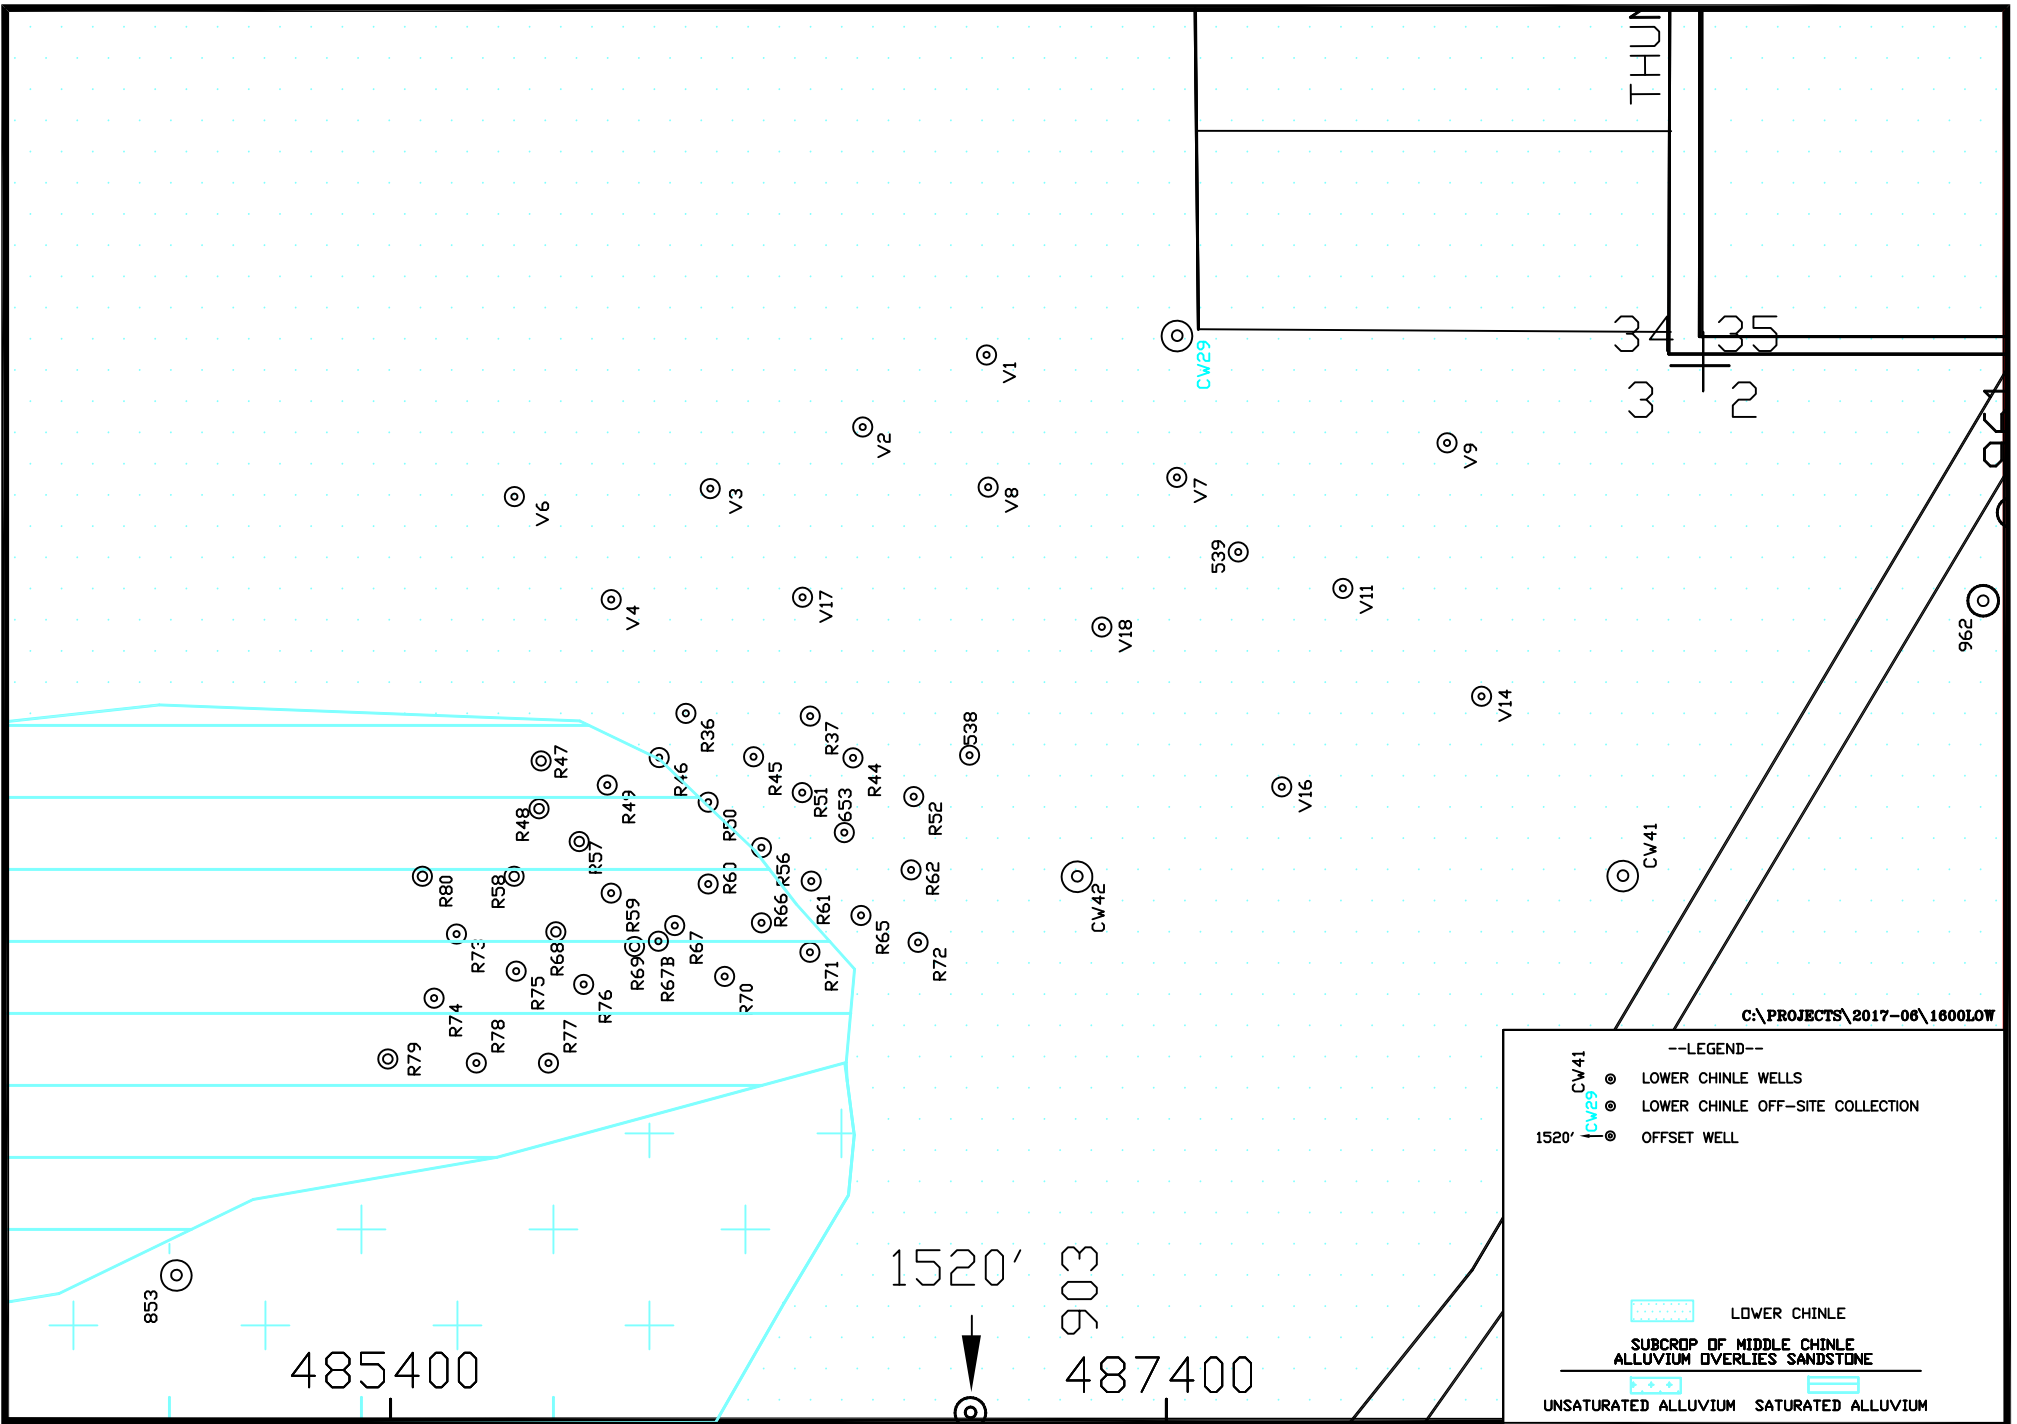 THUN
34 35
3 2
CW29
V1
V2
V9
V3
V8
V7
V6
539
V11
V17
V4
V18
962
V14
R36
R37
538
R47
R46
R45
R44
R49
R51
653
R52
V16
R48
R50
R57
R56
R62
CW41
R80
R58
R60
R61
CW42
R59
R66
R65
R73
R68
R69
R67B
R67
R71
R72
R75
R76
R70
R74
R78
R77
R79
853
1520'
903
485400
487400
C:\PROJECTS\2017-06\1600LOW
--LEGEND--
CW41
LOWER CHINLE WELLS
CW29
LOWER CHINLE OFF-SITE COLLECTION
1520' OFFSET WELL
LOWER CHINLE
SUBCROP OF MIDDLE CHINLE
ALLUVIUM OVERLIES SANDSTONE
UNSATURATED ALLUVIUM SATURATED ALLUVIUM